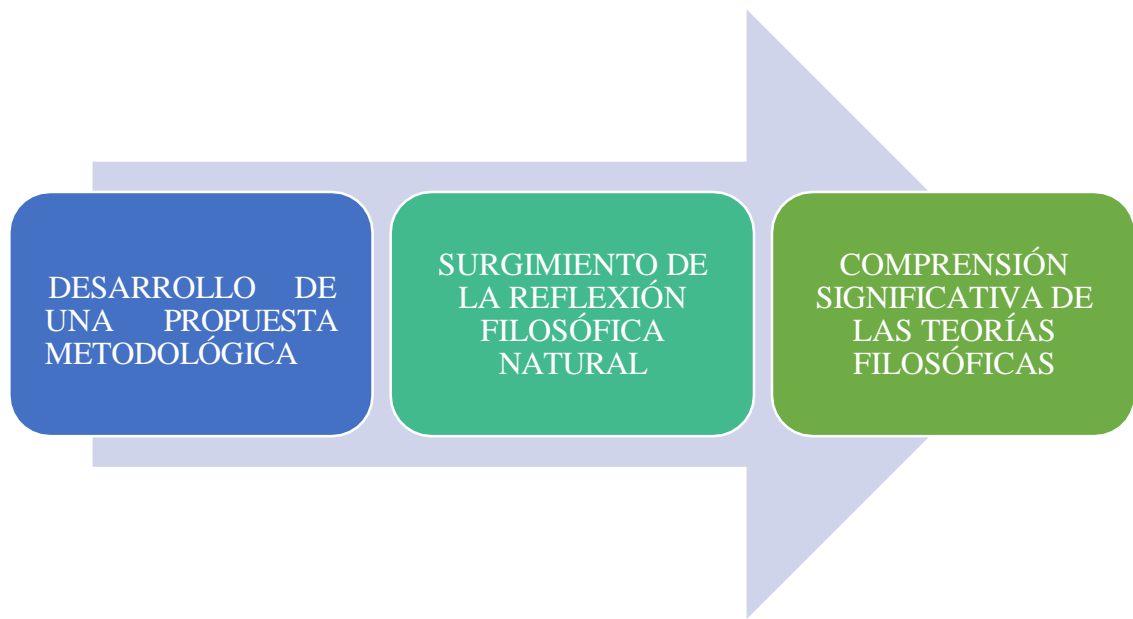 DESARROLLO DE
UNA PROPUESTA
METODOLÓGICA
SURGIMIENTO DE
LA REFLEXIÓN
FILOSÓFICA
NATURAL
COMPRENSIÓN
SIGNIFICATIVA DE
LAS TEORÍAS
FILOSÓFICAS